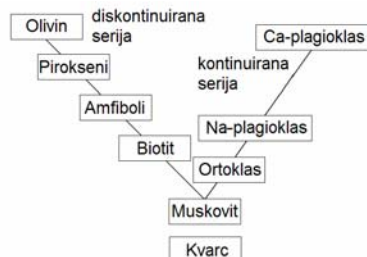 Olivin
diskontinuirana
serija
Ca-plagioklas
Pirokseni
kontinuirana
serija
Amfiboli
Na-plagioklas
Biotit
Ortoklas
Muskovit
Kvarc